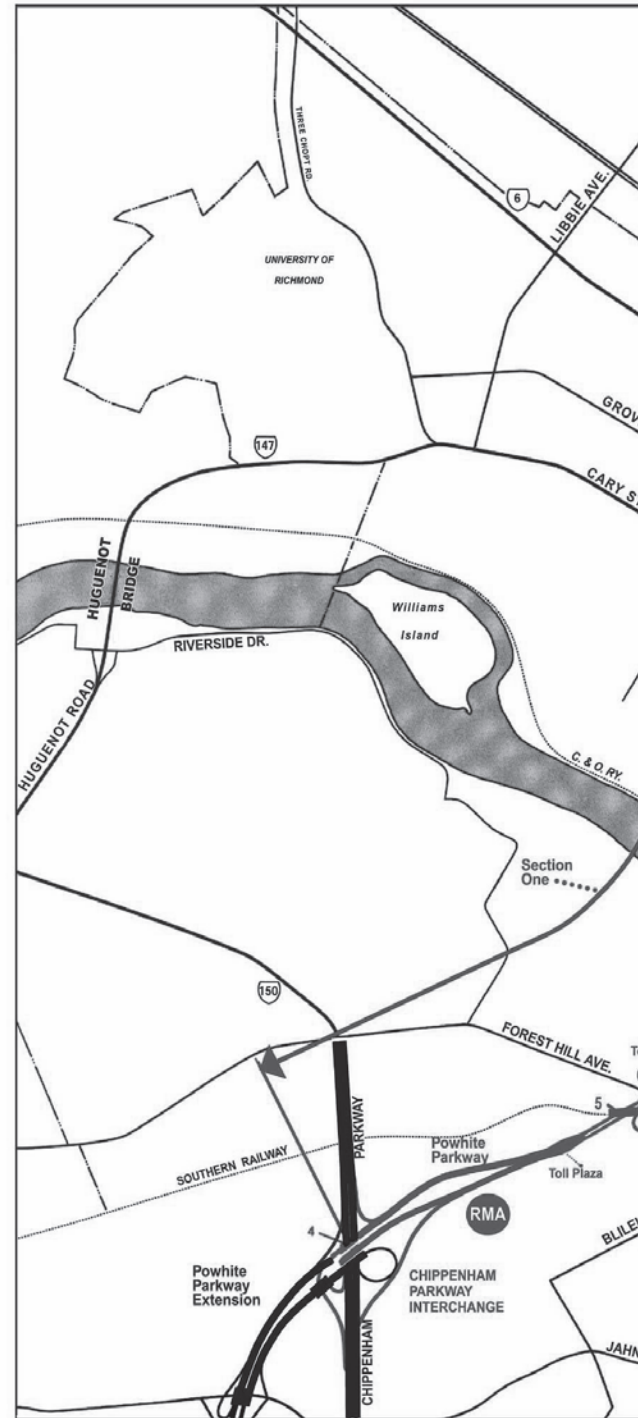 THREE CHOPT RD.
6
LIBBIE AVE.
UNIVERSITY OF
RICHMOND
GROV
147
CARY ST
HUGUENOT
BRIDGE
Williams
Island
RIVERSIDE DR.
HUGUENOT ROAD
C. & O. RY.
Section
One
150
FOREST HILL AVE.
To
5
PARKWAY
SOUTHERN RAILWAY
Powhite
Parkway
Toll Plaza
RMA
4
BLILE
Powhite
Parkway
Extension
CHIPPENHAM
PARKWAY
INTERCHANGE
JAHN
CHIPPENHAM